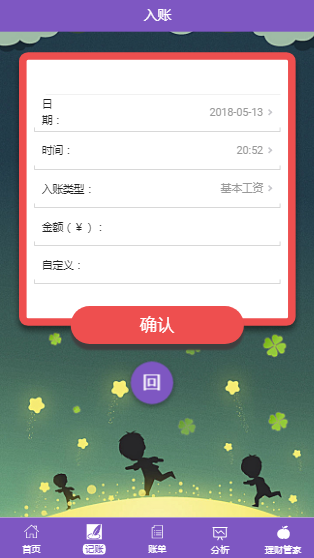 入账
日
期：
2018-05-13
时间：
20:52
入账类型：
基本工资
金额（￥）：
自定义：
确认
回
首页
记账
账单
分析
理财管家